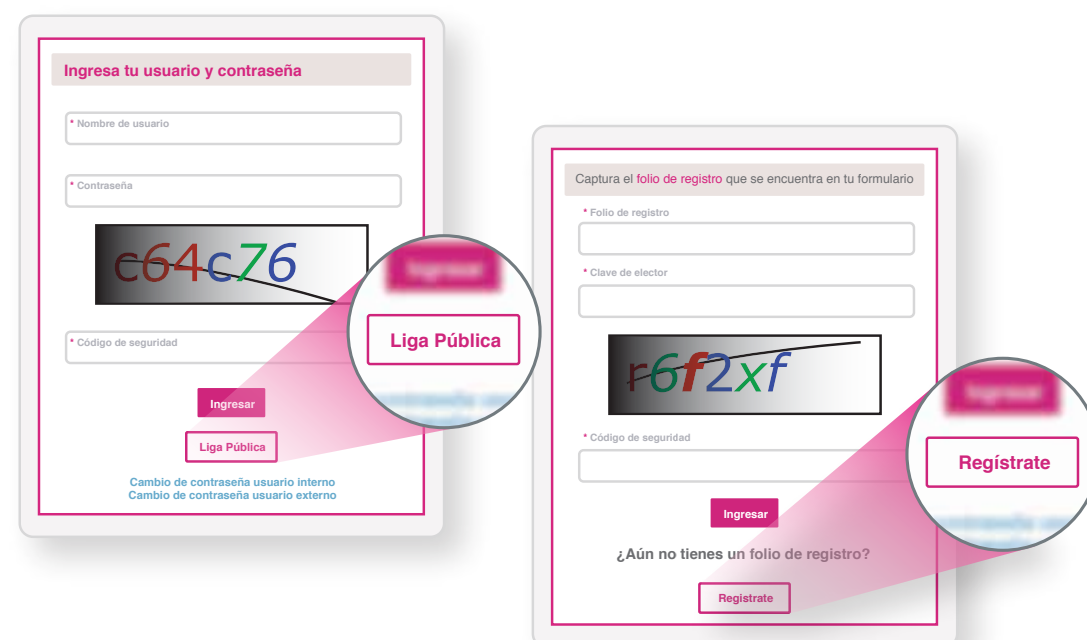 Ingresa tu usuario y contraseña
* Nombre de usuario
* Contraseña
c64c76
* Código de seguridad
Ingresar
Liga Pública
Cambio de contraseña usuario interno
Cambio de contraseña usuario externo
Ingresar
Liga Pública
Captura el folio de registro que se encuentra en tu formulario
* Folio de registro
* Clave de elector
r6f2xf
* Código de seguridad
Ingresar
¿Aún no tienes un folio de registro?
Registrate
Regístrate